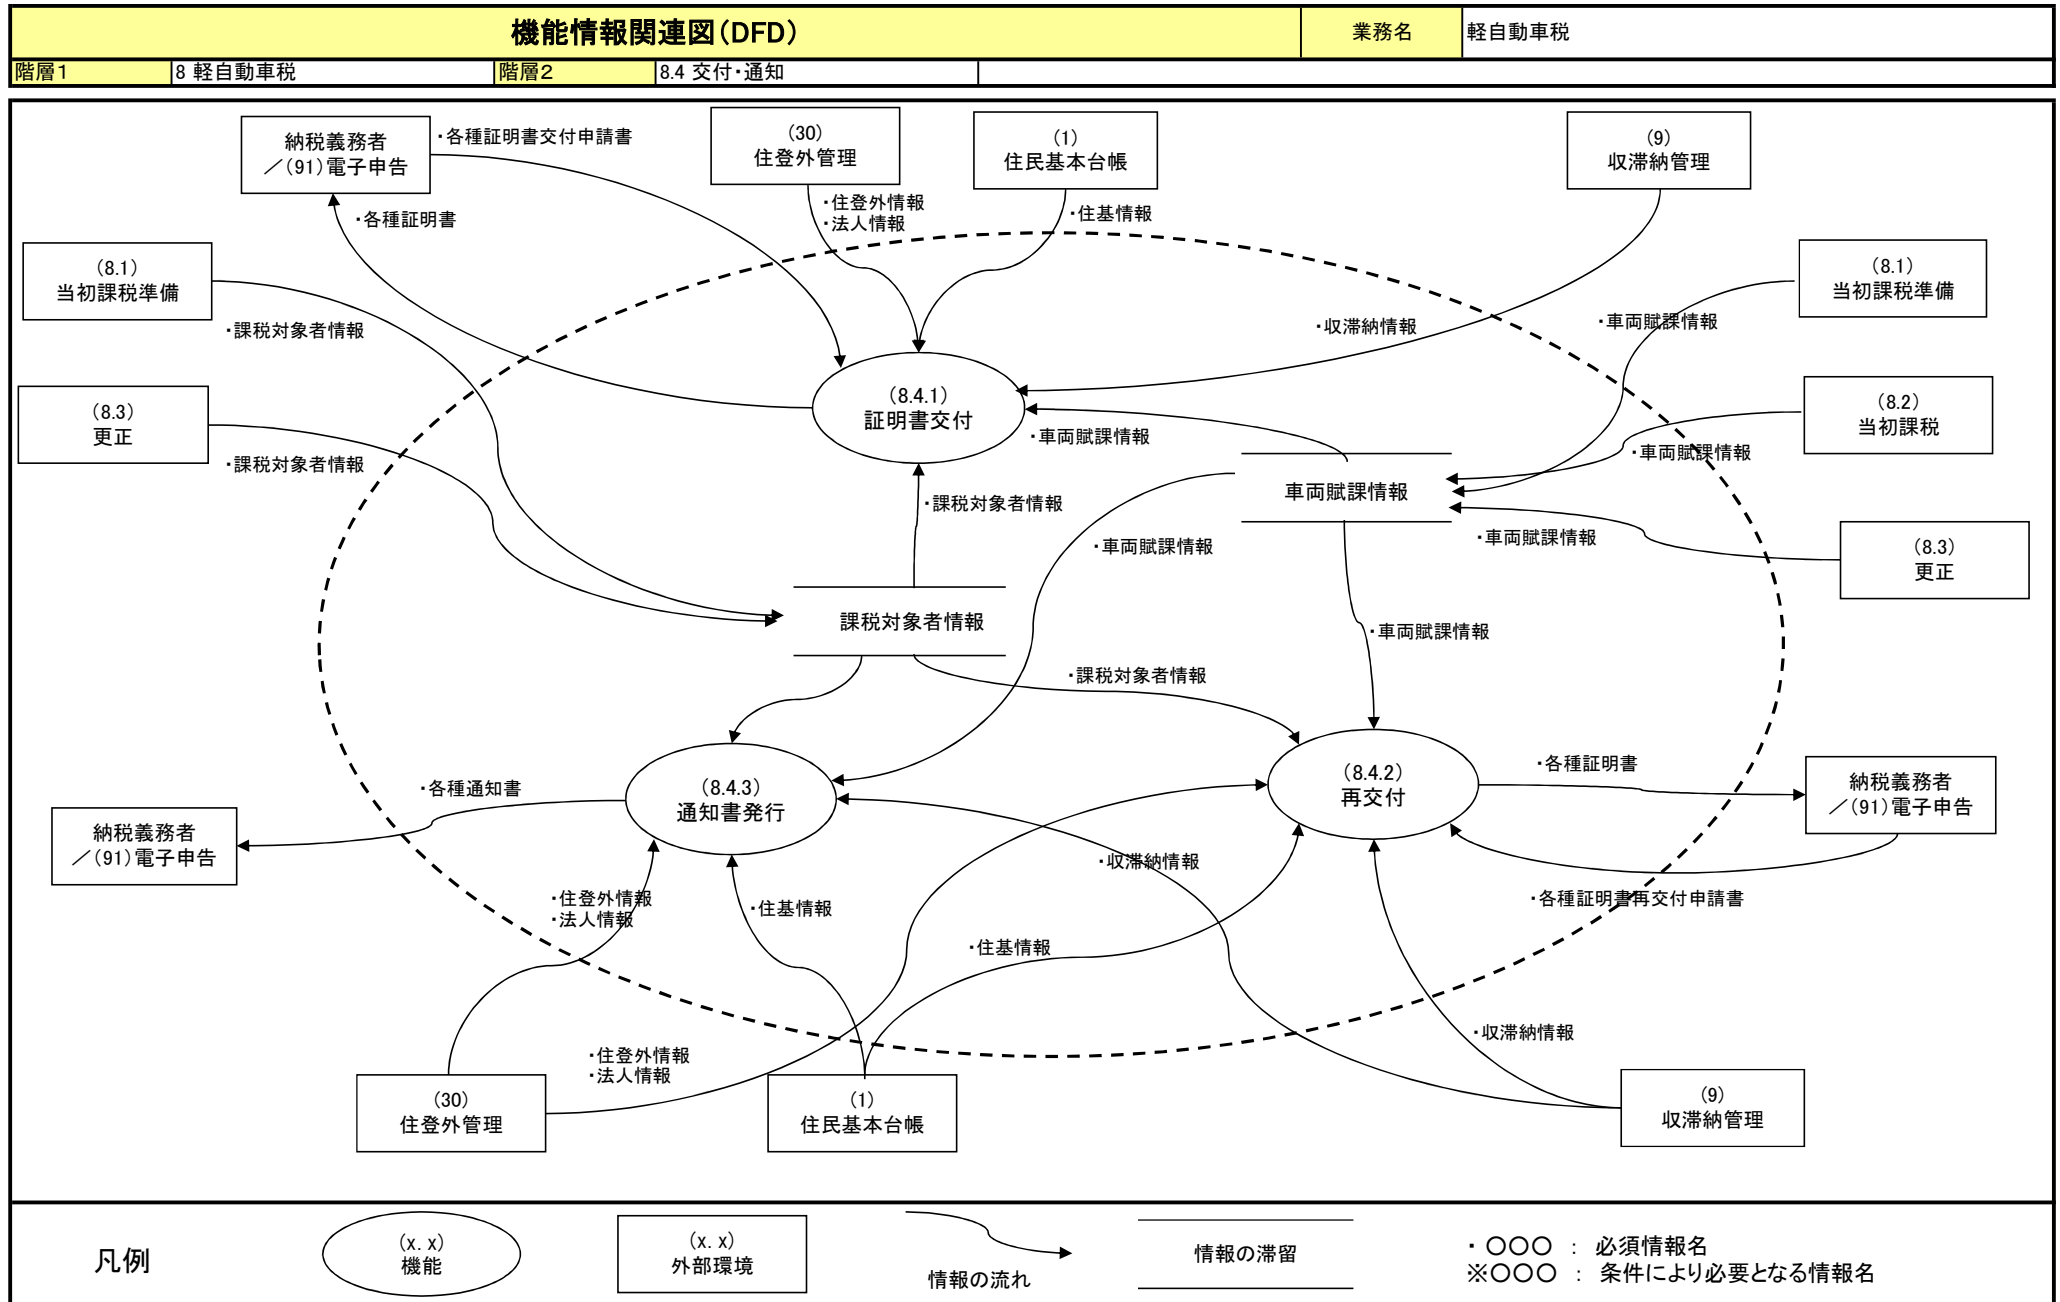 機能情報関連図(DFD)
業務名
軽自動車税
階層1
8 軽自動車税
階層2
8.4 交付・通知
納税義務者
／(91)電子申告
・各種証明書交付申請書
・各種証明書
(30)
住登外管理
・住登外情報
・法人情報
(1)
住民基本台帳
・住基情報
(9)
収滞納管理
・収滞納情報
(8.1)
当初課税準備
・課税対象者情報
(8.1)
当初課税準備
・車両賦課情報
(8.3)
更正
・課税対象者情報
(8.4.1)
証明書交付
・車両賦課情報
(8.2)
当初課税
・車両賦課情報
・課税対象者情報
車両賦課情報
・車両賦課情報
・車両賦課情報
(8.3)
更正
課税対象者情報
・車両賦課情報
・課税対象者情報
・各種通知書
(8.4.3)
通知書発行
(8.4.2)
再交付
・各種証明書
納税義務者
／(91)電子申告
納税義務者
／(91)電子申告
・収滞納情報
・住登外情報
・法人情報
・住基情報
・各種証明書再交付申請書
・住基情報
・収滞納情報
・住登外情報
・法人情報
(30)
住登外管理
(1)
住民基本台帳
(9)
収滞納管理
凡例
(x. x)
機能
(x. x)
外部環境
情報の流れ
情報の滞留
・ 〇〇〇 ： 必須情報名
※〇〇〇 ： 条件により必要となる情報名